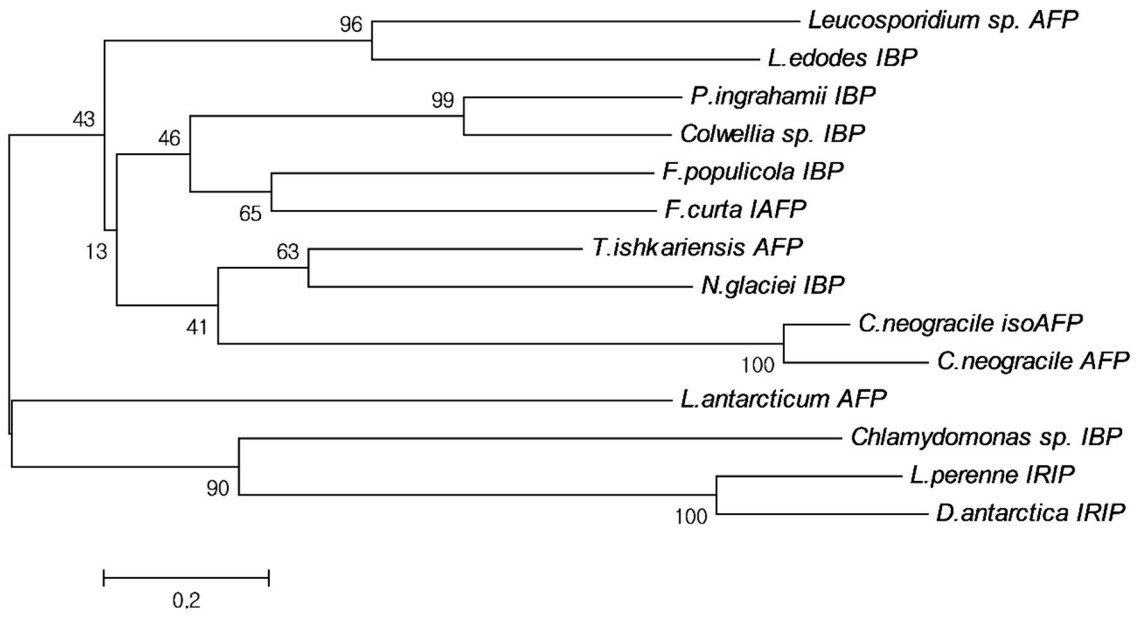 96
Leucosporidium sp. AFP
L.edodes IBP
99
P.ingrahamii IBP
43
46
Colwellia sp. IBP
F.populicola IBP
65
F.curta IAFP
13
63
T.ishkariensis AFP
N.glaciei IBP
41
C.neogracile isoAFP
100
C.neogracile AFP
L.antarcticum AFP
Chlamydomonas sp. IBP
90
L.perenne IRIP
100
D.antarctica IRIP
0.2